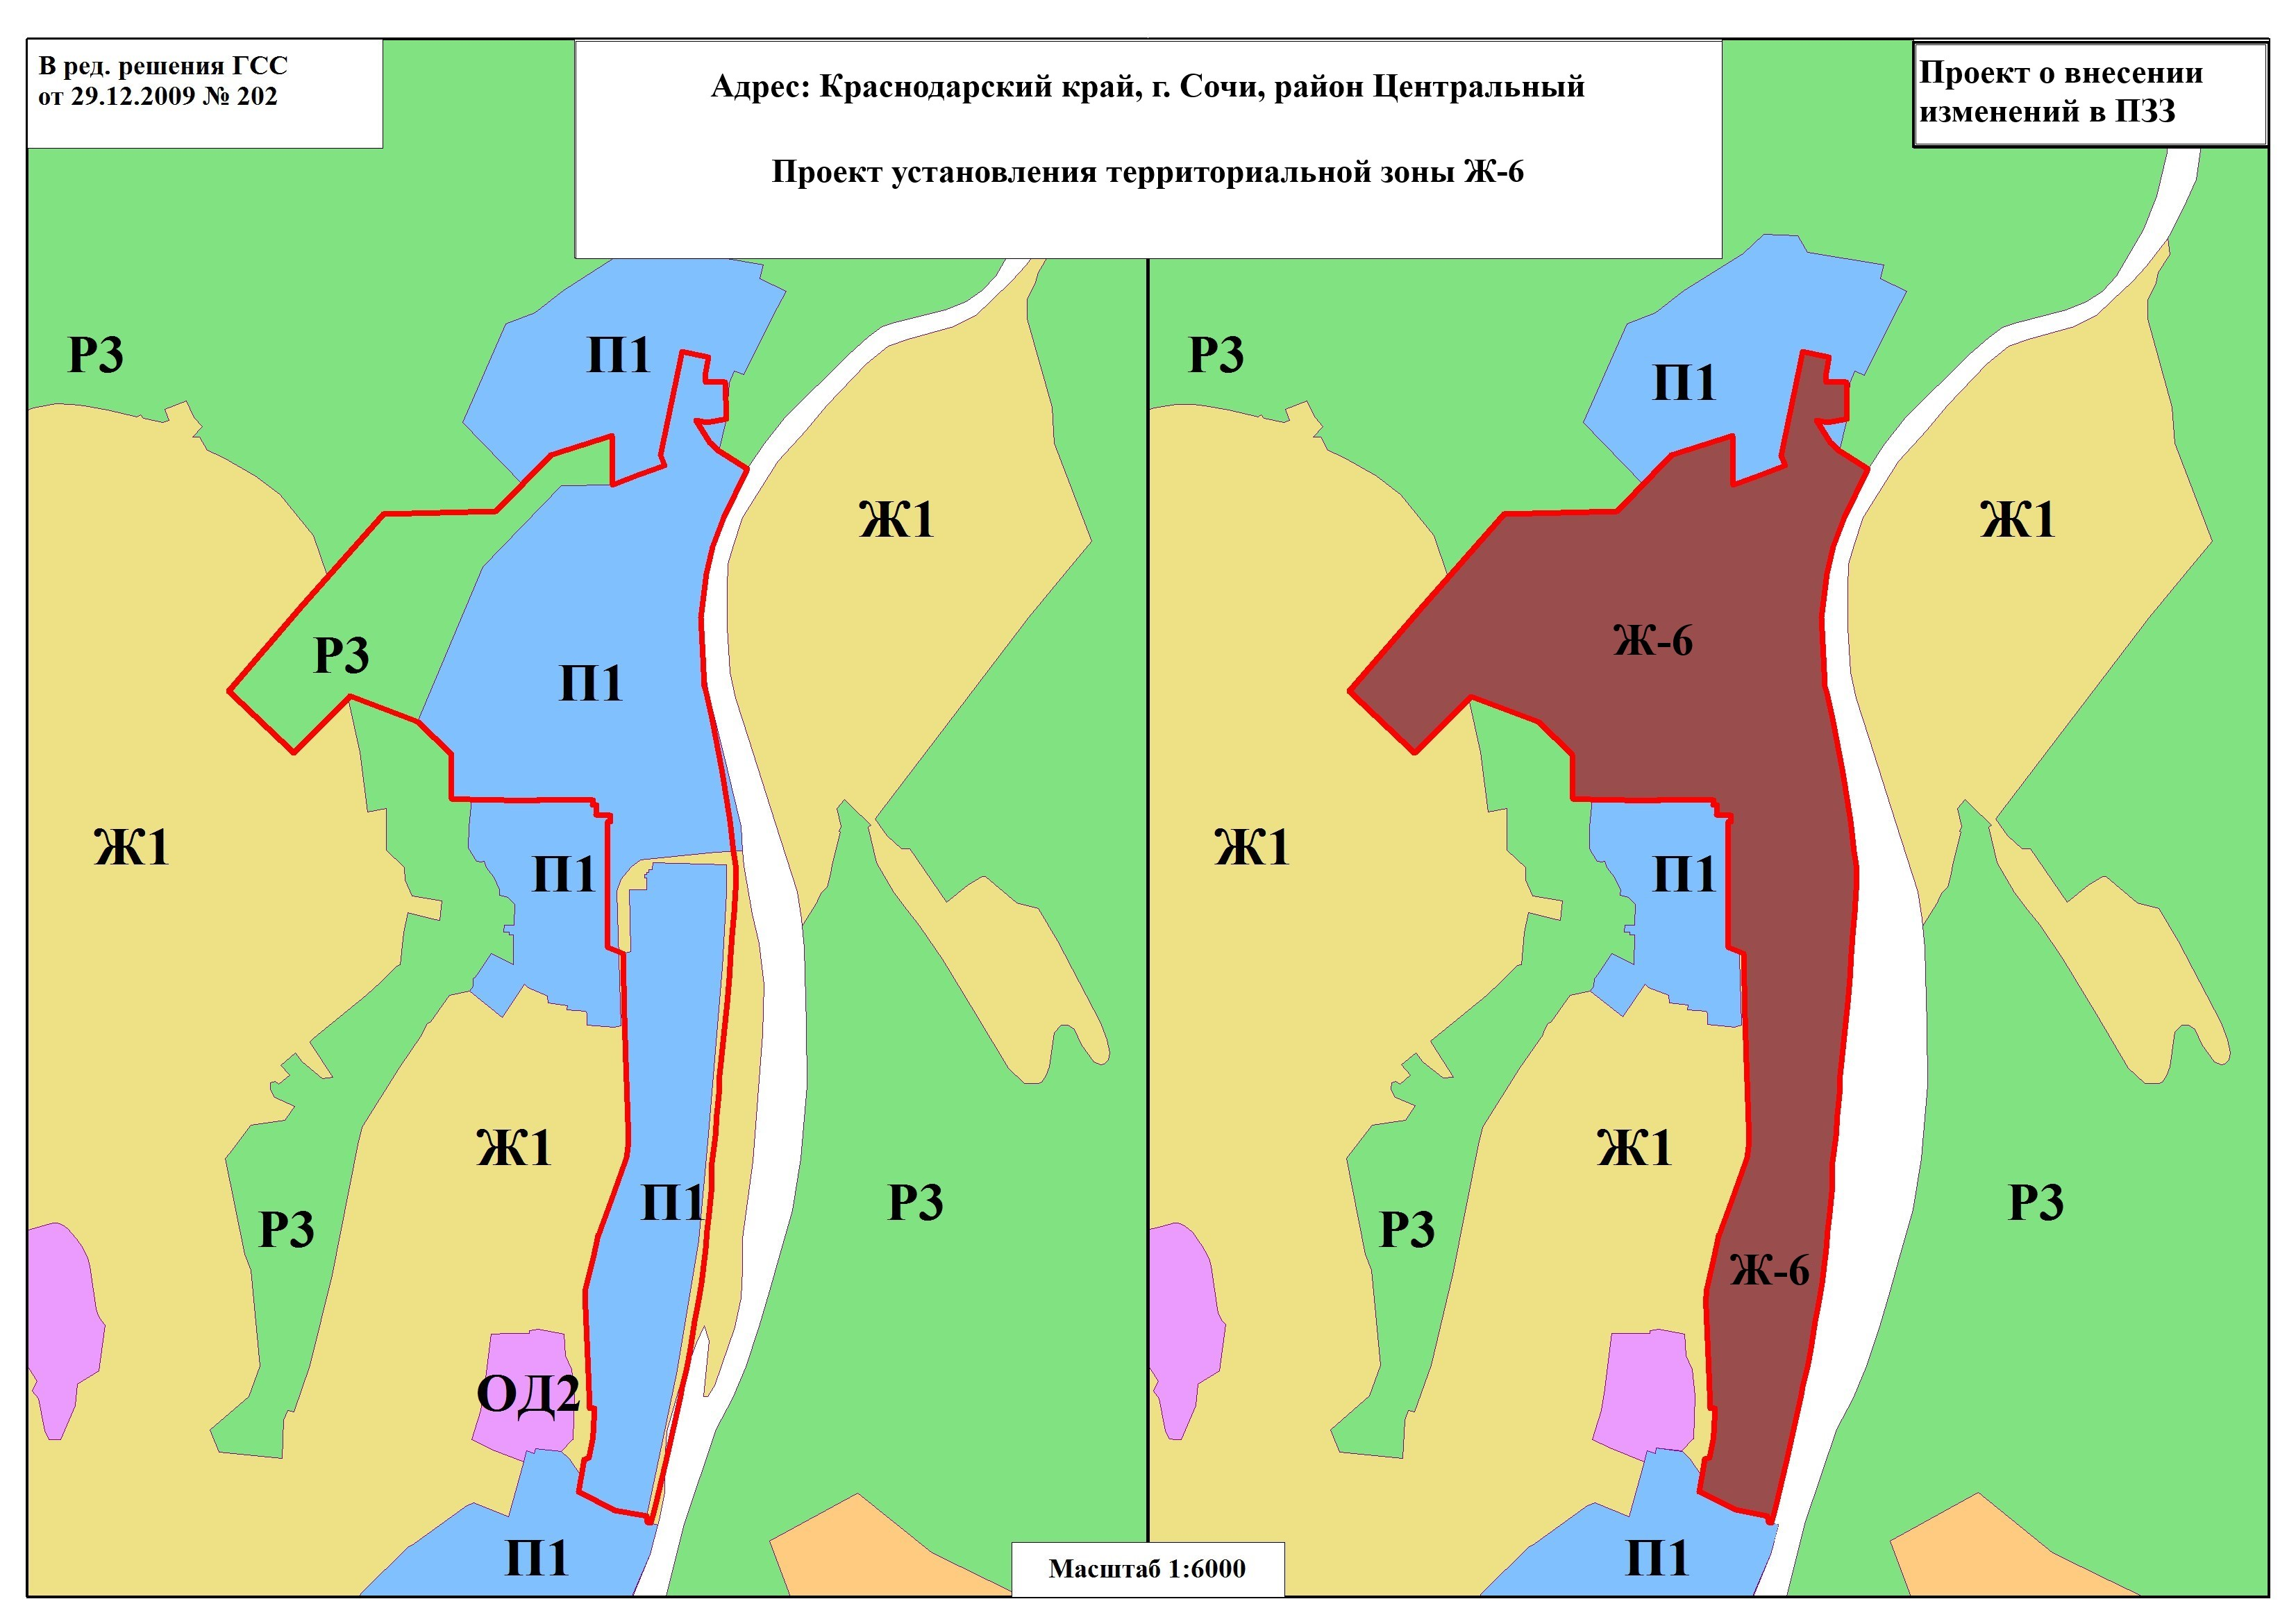 В ред. решения ГСС
от 29.12.2009 № 202
Адрес: Краснодарский край, г. Сочи, район Центральный
Проект установления территориальной зоны Ж-6
Проект о внесении
изменений в ПЗЗ
Р3
П1
Ж1
Р3
П1
Ж1
П1
Ж1
П1
Р3
Р3
ОД2
П1
Р3
П1
Ж1
Ж-6
Ж1
П1
Ж1
Р3
Р3
Ж-6
П1
Масштаб 1:6000